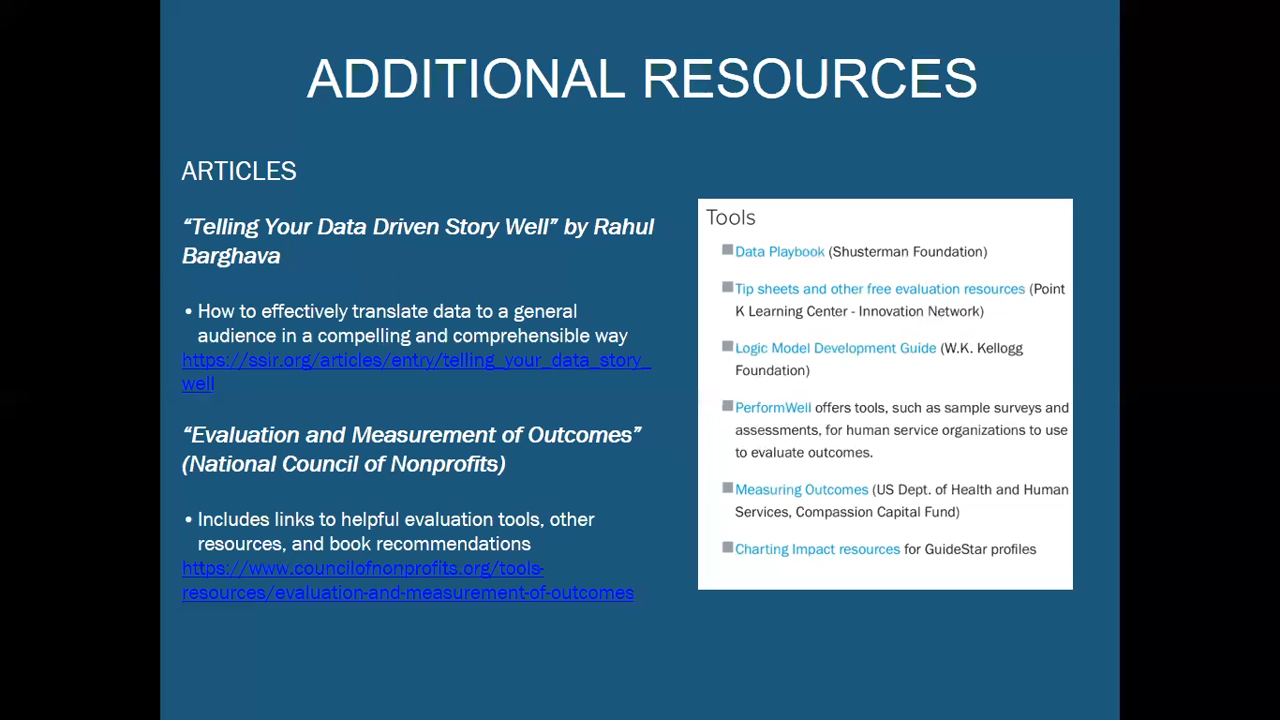 ADDITIONAL RESOURCES
ARTICLES
“Telling Your Data Driven Story Well” by Rahul
Barghava
• How to effectively translate data to a general
audience in a compelling and comprehensible way
https://ssir.org/articles/entry/telling_your_data_story_
well
“Evaluation and Measurement of Outcomes”
(National Council of Nonprofits)
• Includes links to helpful evaluation tools, other
resources, and book recommendations
https://www.councilofnonprofits.org/tools-
resources/evaluation-and-measurement-of-outcomes
Tools
Data Playbook (Shusterman Foundation)
Tip sheets and other free evaluation resources (Point
K Learning Center - Innovation Network)
Logic Model Development Guide (W.K. Kellogg
Foundation)
PerformWell offers tools, such as sample surveys and
assessments, for human service organizations to use
to evaluate outcomes.
Measuring Outcomes (US Dept. of Health and Human
Services, Compassion Capital Fund)
Charting Impact resources for GuideStar profiles